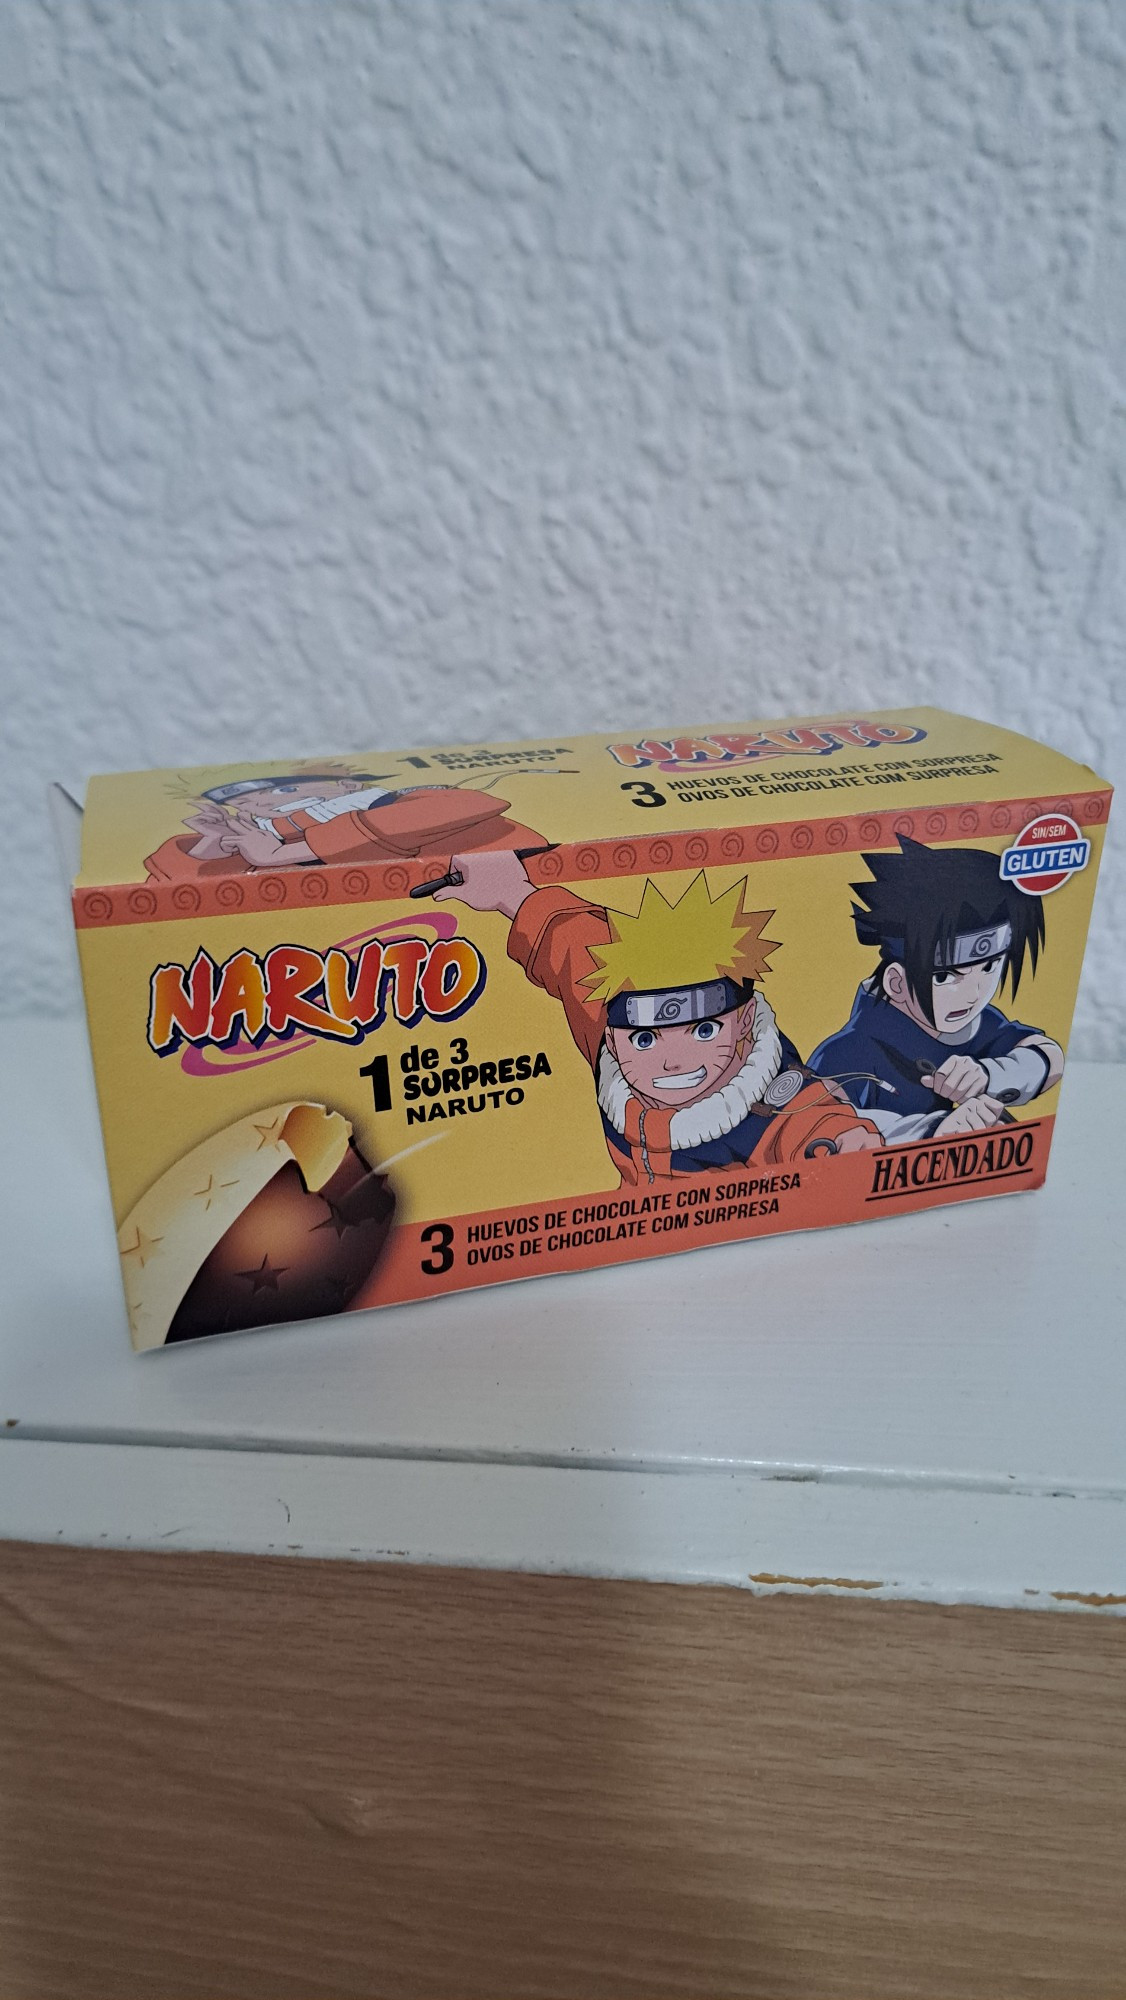 1 de 3
SORPRESA
NARUTO
NARUTO
3 HUEVOS DE CHOCOLATE CON SORPRESA
OVOS DE CHOCOLATE COM SURPRESA
SIN/SEM
GLUTEN
NARUTO
1 de 3
SORPRESA
NARUTO
HACENDADO
3 HUEVOS DE CHOCOLATE CON SORPRESA
OVOS DE CHOCOLATE COM SURPRESA